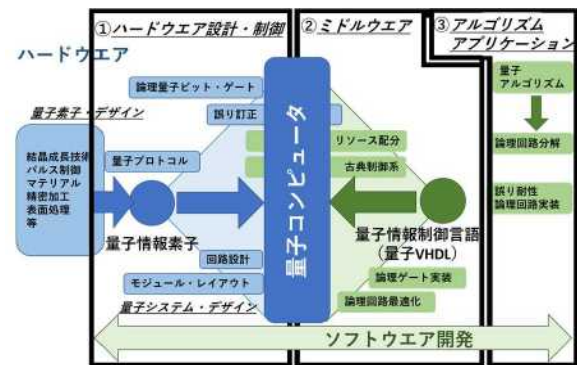 ①ハードウエア設計・制御
②ミドルウエア
③アルゴリズム
アプリケーション
ハードウエア
論理量子ビット・ゲート
誤り訂正
量子素子・デザイン
結晶成長技術
パルス制御
マテリアル
精密加工
表面処理
等
量子プロトコル
量子情報素子
回路設計
モジュール・レイアウト
量子システム・デザイン
量子コンピュータ
リソース配分
古典制御系
量子情報制御言語
（量子VHDL）
論理ゲート実装
論理回路最適化
量子
アルゴリズム
論理回路分解
誤り耐性
論理回路実装
ソフトウエア開発